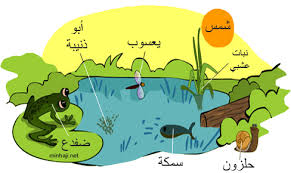 شمس
أبو
ذنيبة
يعسوب
نبات
عشبي
ضفدع
minhaji.net
سمكة
حلزون